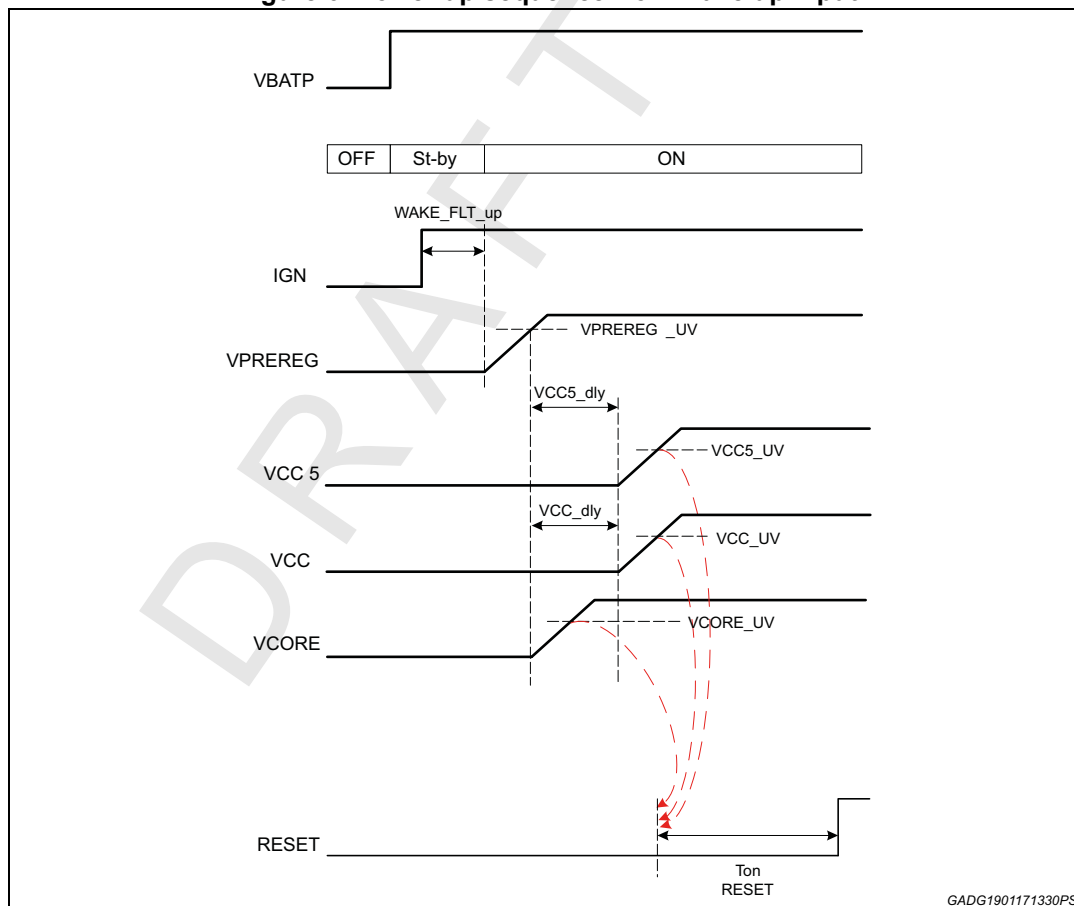 VBATP
OFF St-by ON
WAKE_FLT_up
IGN
VPREREG _UV
VPREREG
VCC5_dly
VCC5_UV
VCC 5
VCC_dly
VCC_UV
VCC
VCORE_UV
VCORE
RESET
Ton
RESET
GADG1901171330PS
DRAFT